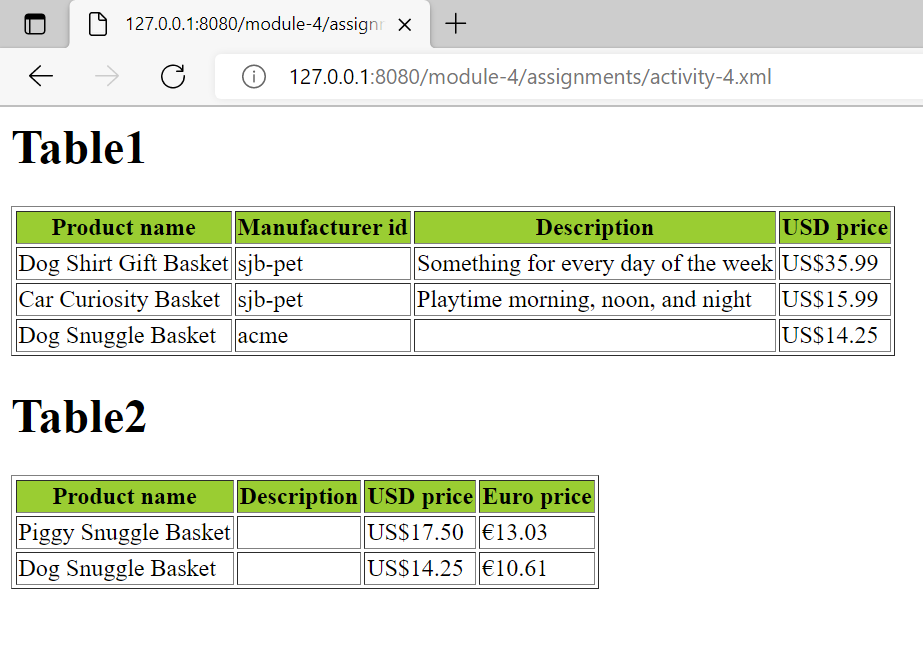 127.0.0.1:8080/module-4/assign
127.0.0.1:8080/module-4/assignments/activity-4.xml
Table1
Product name Manufacturer id Description USD price
Dog Shirt Gift Basket sjb-pet Something for every day of the week US$35.99
Car Curiosity Basket sjb-pet Playtime morning, noon, and night US$15.99
Dog Snuggle Basket acme US$14.25
Table2
Product name Description USD price Euro price
Piggy Snuggle Basket US$17.50 €13.03
Dog Snuggle Basket US$14.25 €10.61